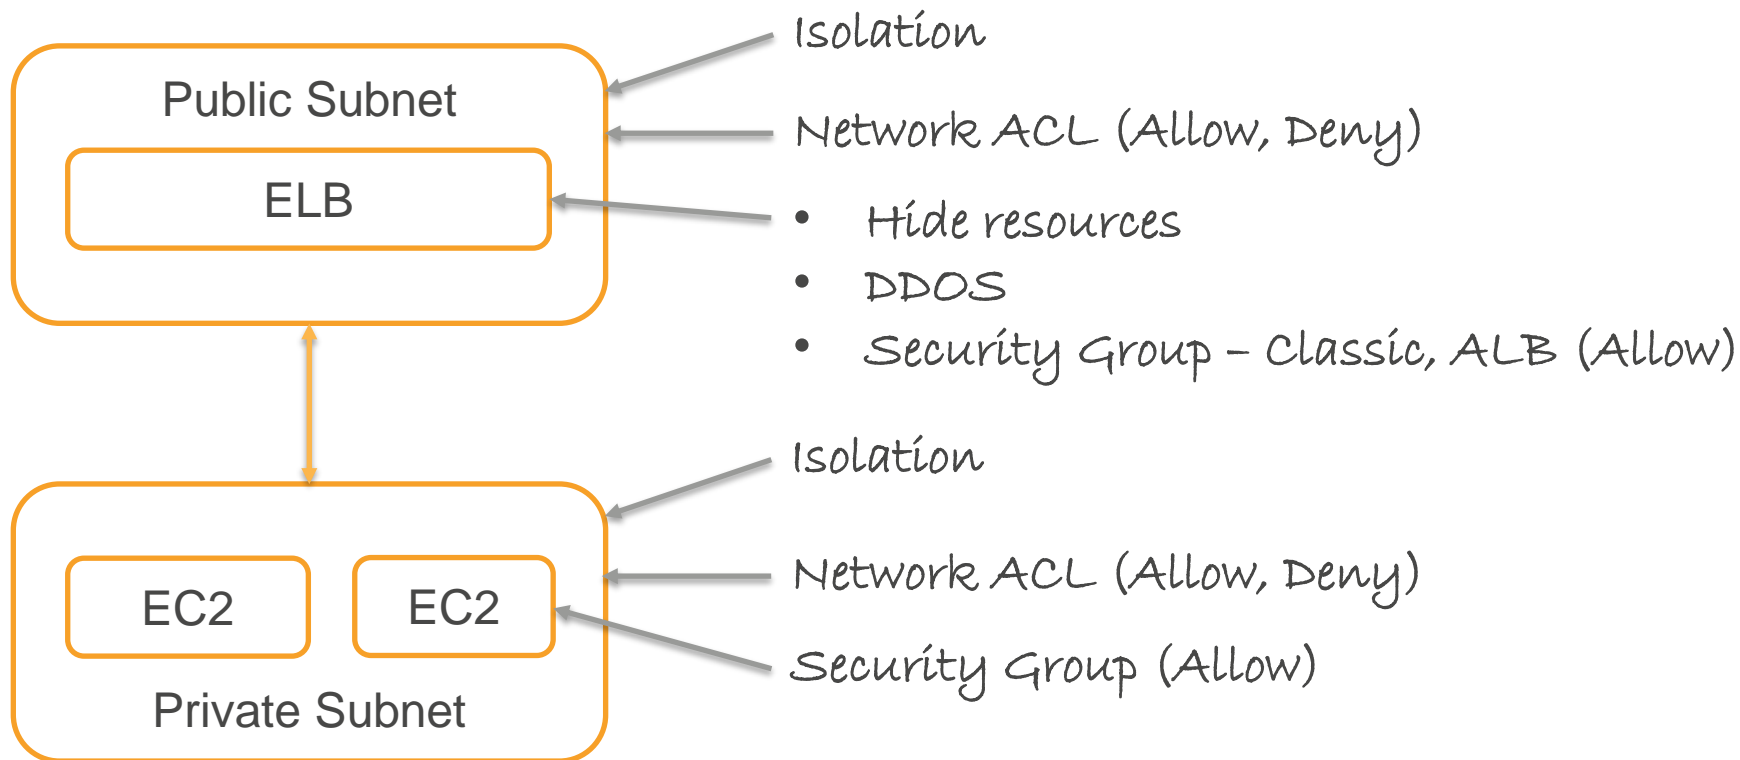 Isolation
Public Subnet
Network ACL (Allow, Deny)
ELB
• Hide resources
• DDOS
• Security Group – Classic, ALB (Allow)
Isolation
Network ACL (Allow, Deny)
EC2
EC2
Security Group (Allow)
Private Subnet